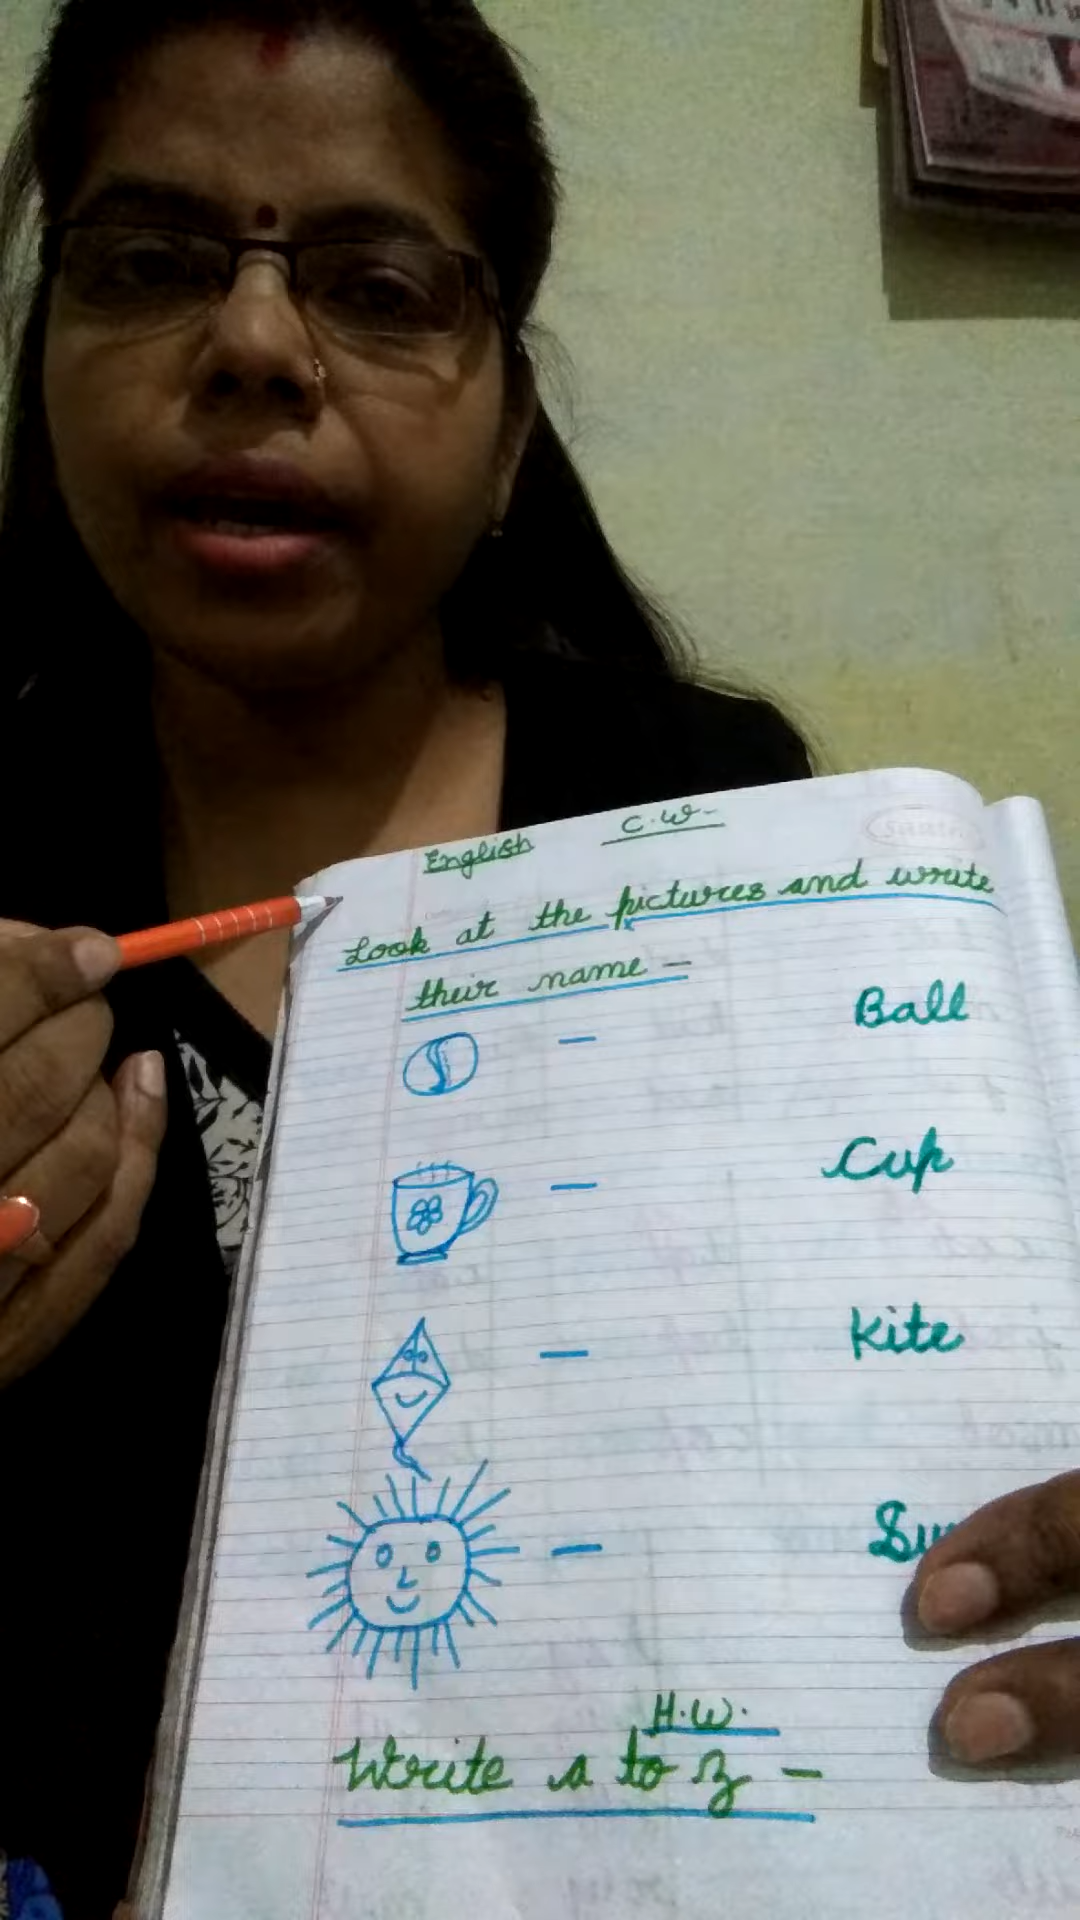 English C.W-
Look at the pictures and write
their name -
- Ball
- Cup
- Kite
-
H.W.
Write a to z -